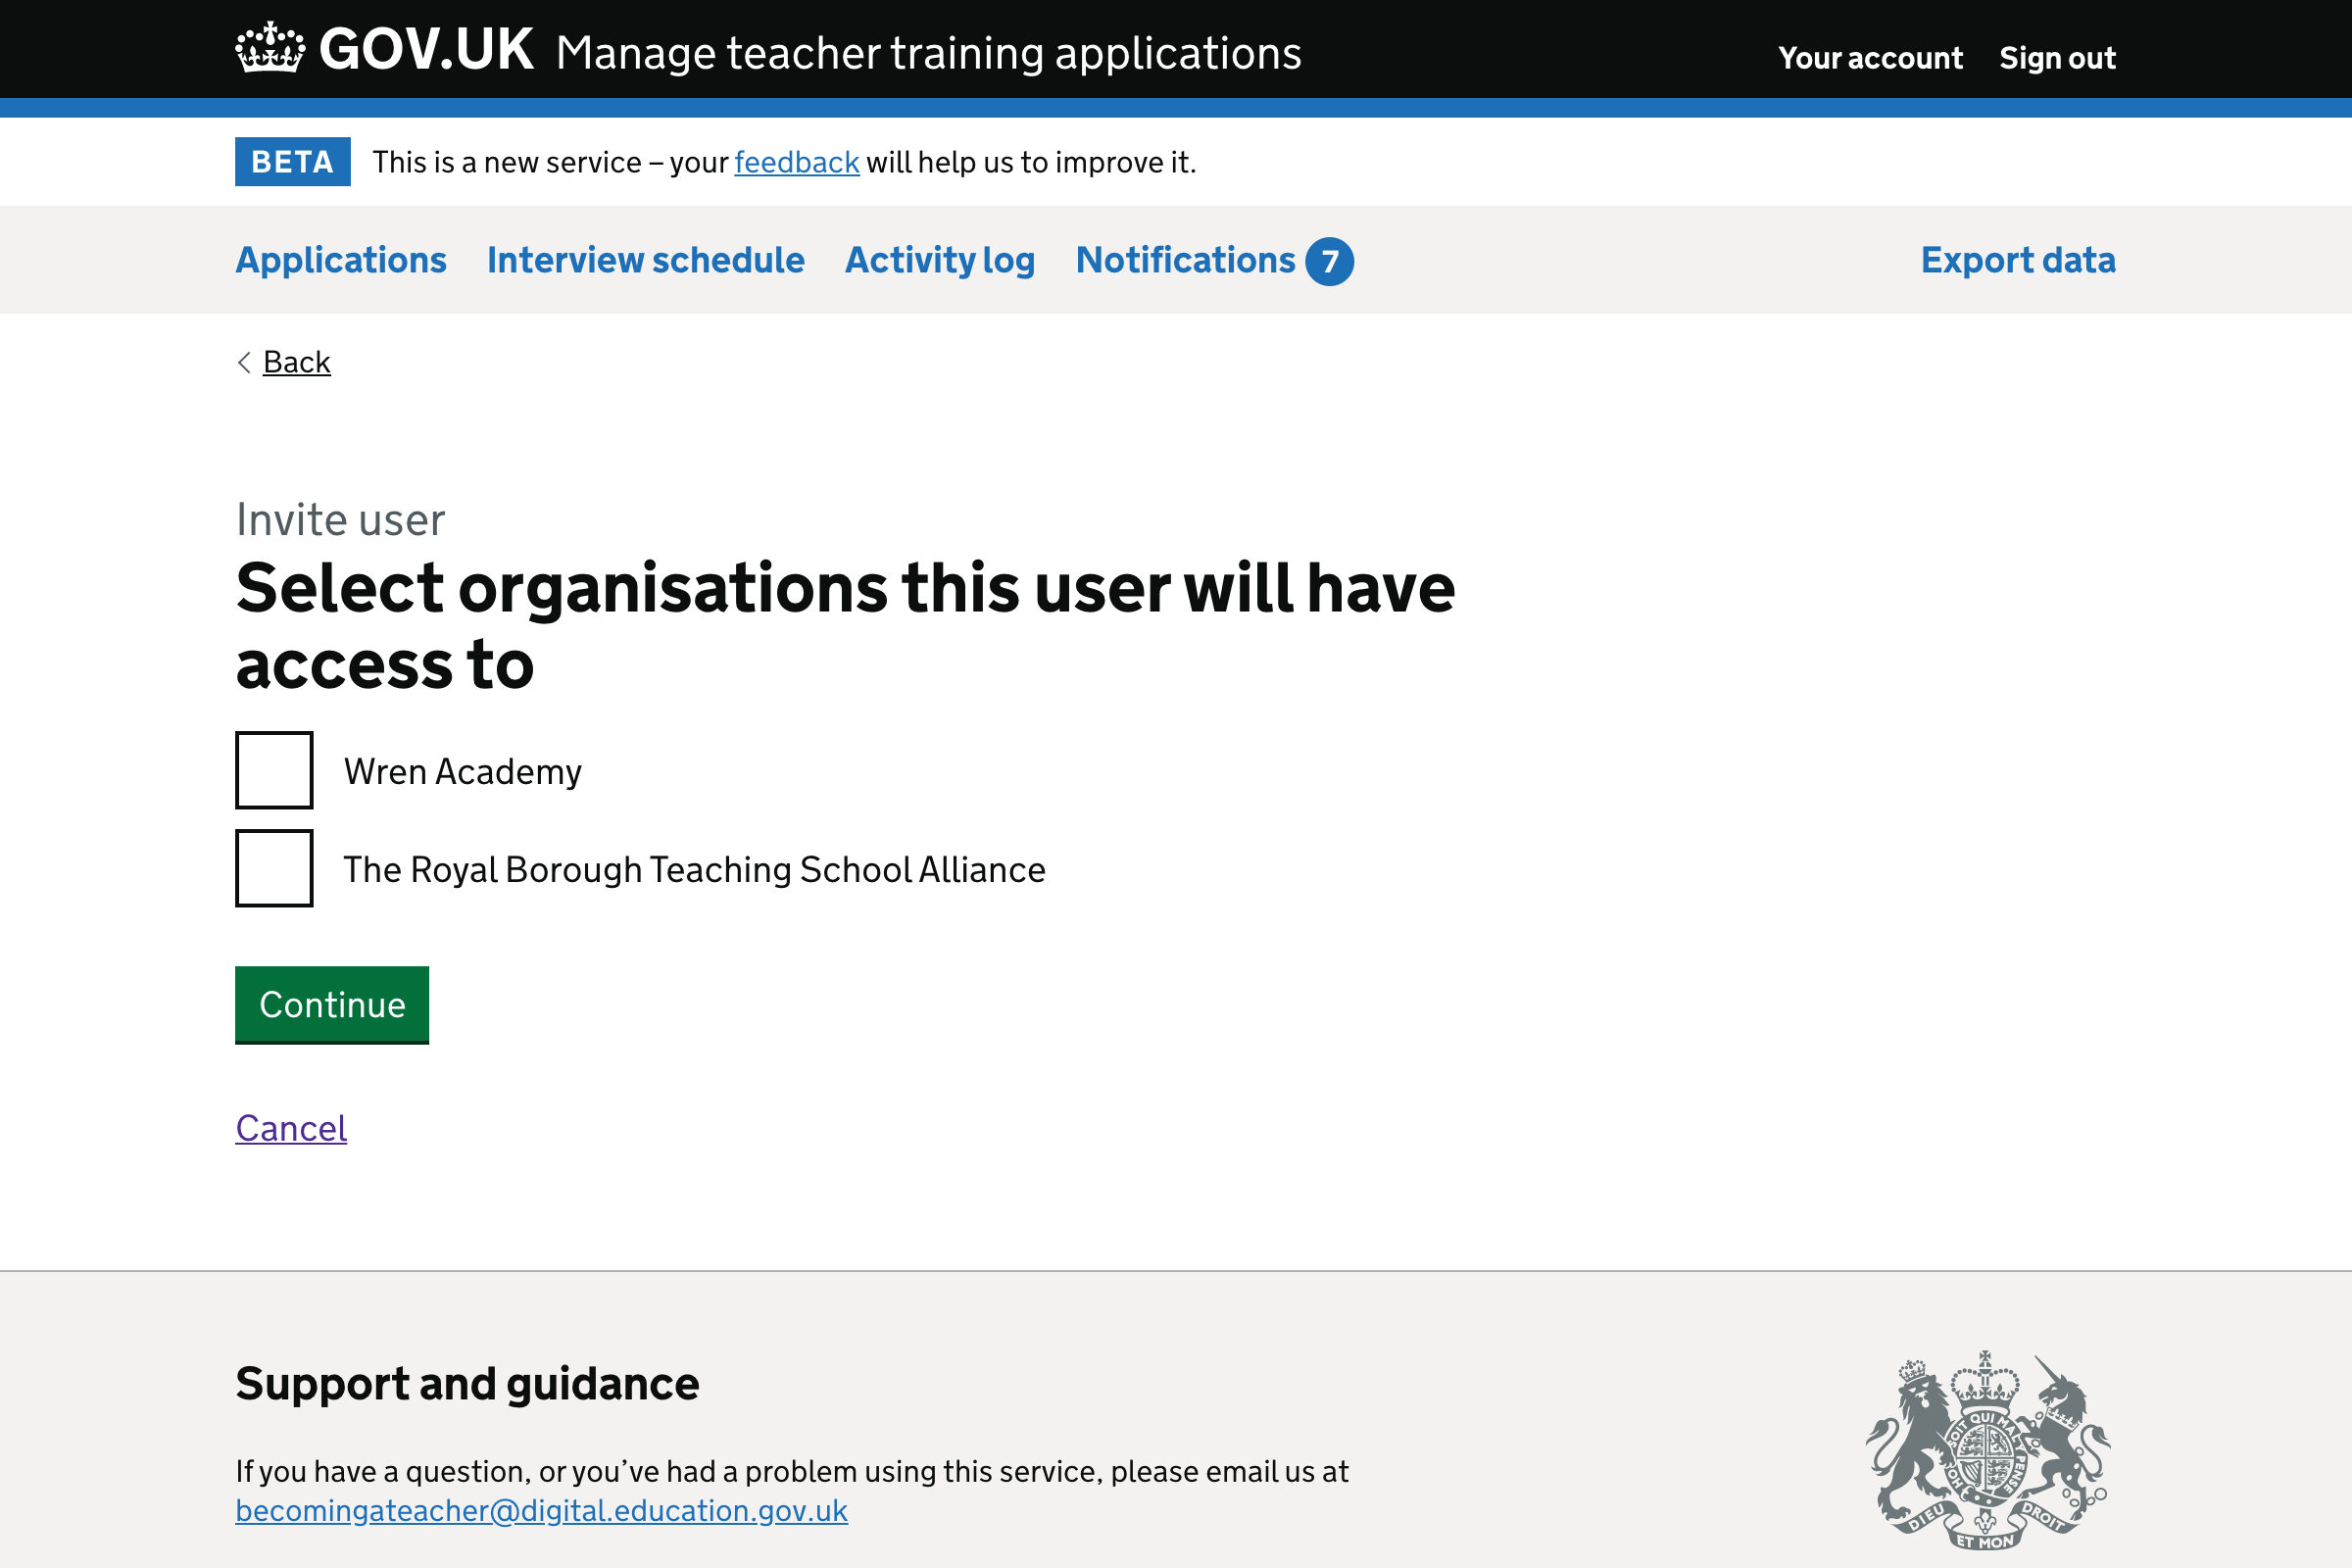 GOV.UK Manage teacher training applications
Your account Sign out
BETA This is a new service – your feedback will help us to improve it.
Applications Interview schedule Activity log Notifications 7 Export data
Back
Invite user
Select organisations this user will have
access to
Wren Academy
The Royal Borough Teaching School Alliance
Continue
Cancel
Support and guidance
If you have a question, or you’ve had a problem using this service, please email us at
becomingateacher@digital.education.gov.uk
SOIT QUI MAL
PENSE
HO
DIEU
ET MON
DROIT